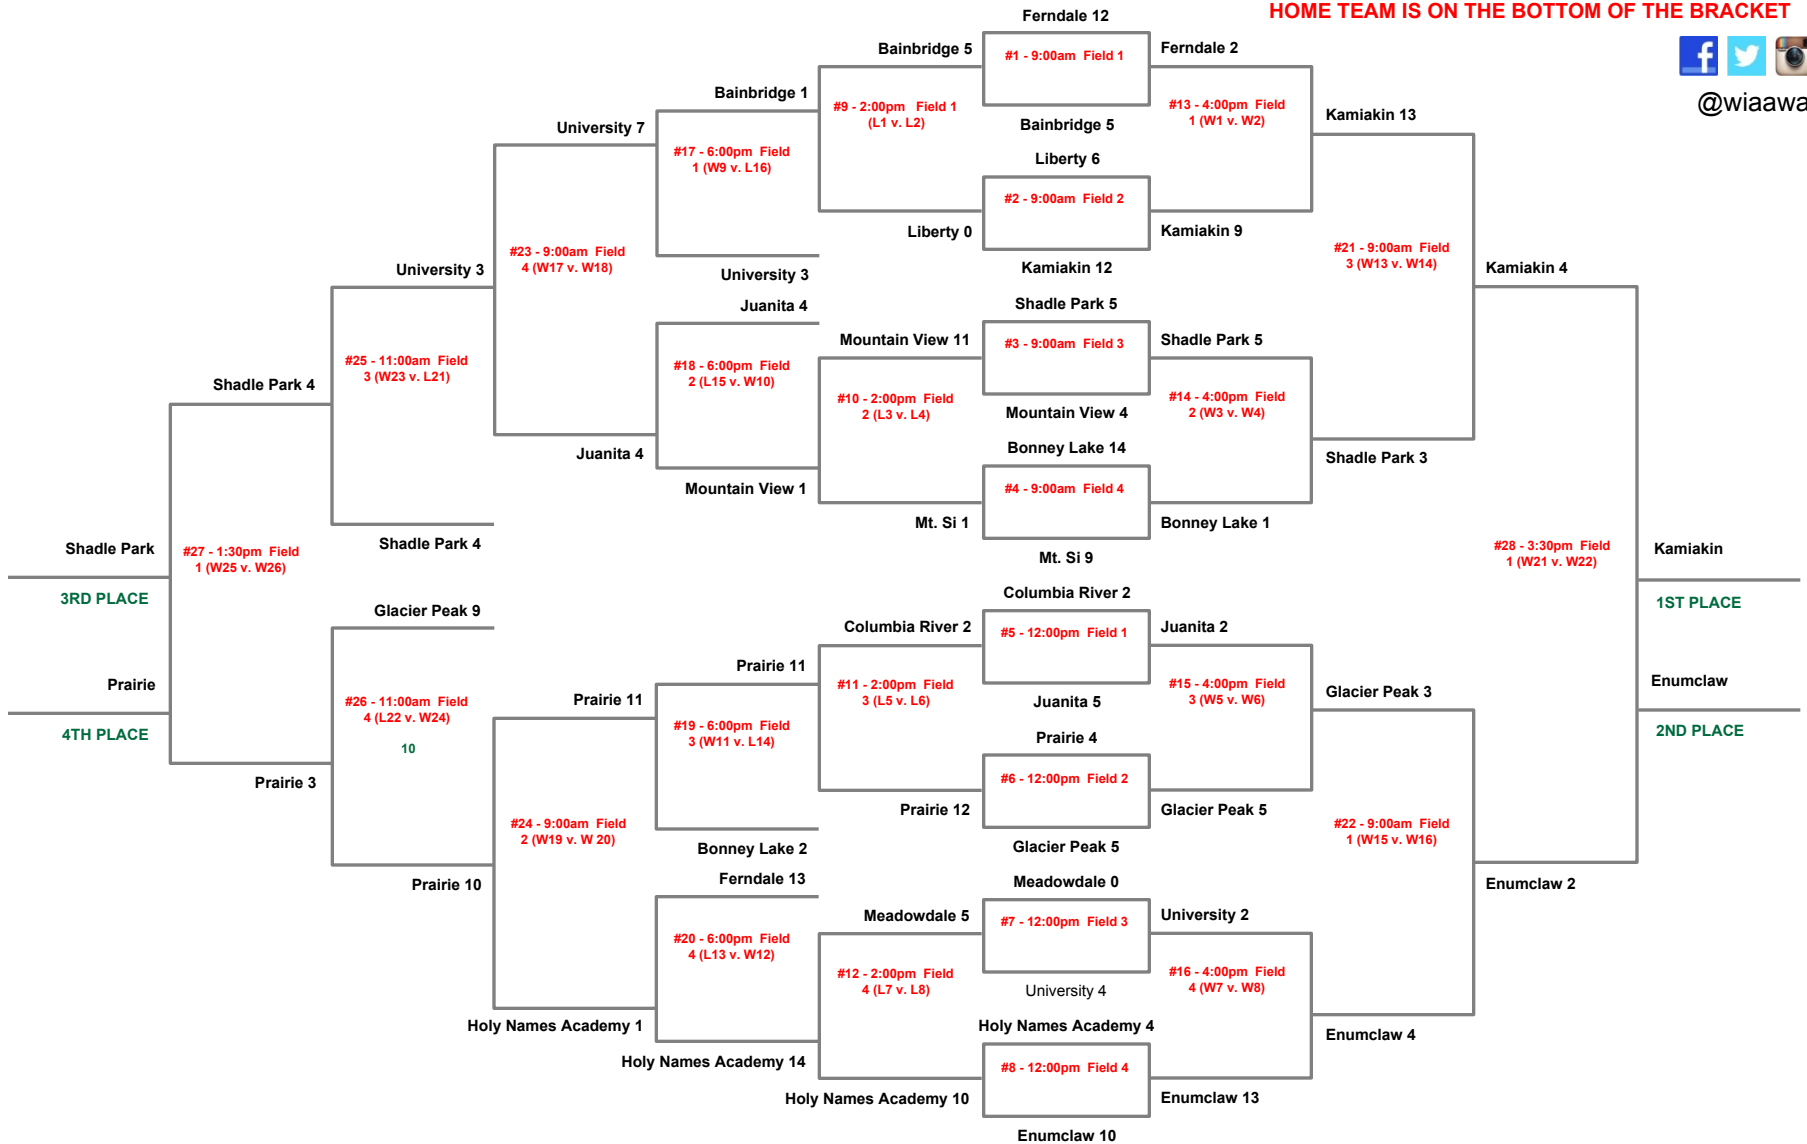 HOME TEAM IS ON THE BOTTOM OF THE BRACKET
@wiaawa
Ferndale 12
#1 - 9:00am Field 1
Bainbridge 5
Liberty 6
#2 - 9:00am Field 2
Kamiakin 12
Shadle Park 5
#3 - 9:00am Field 3
Mountain View 4
Bonney Lake 14
#4 - 9:00am Field 4
Mt. Si 9
Columbia River 2
#5 - 12:00pm Field 1
Juanita 5
Prairie 4
#6 - 12:00pm Field 2
Glacier Peak 5
Meadowdale 0
#7 - 12:00pm Field 3
University 4
Holy Names Academy 4
#8 - 12:00pm Field 4
Enumclaw 10
Ferndale 2
#13 - 4:00pm Field
1 (W1 v. W2)
Kamiakin 9
Shadle Park 5
#14 - 4:00pm Field
2 (W3 v. W4)
Bonney Lake 1
Juanita 2
#15 - 4:00pm Field
3 (W5 v. W6)
Glacier Peak 5
University 2
#16 - 4:00pm Field
4 (W7 v. W8)
Enumclaw 13
Kamiakin 13
#21 - 9:00am Field
3 (W13 v. W14)
Shadle Park 3
Glacier Peak 3
#22 - 9:00am Field
1 (W15 v. W16)
Enumclaw 4
Kamiakin 4
#28 - 3:30pm Field
1 (W21 v. W22)
Enumclaw 2
Kamiakin
1ST PLACE
Enumclaw
2ND PLACE
Bainbridge 5
#9 - 2:00pm Field 1
(L1 v. L2)
Liberty 0
Mountain View 11
#10 - 2:00pm Field
2 (L3 v. L4)
Mt. Si 1
Columbia River 2
#11 - 2:00pm Field
3 (L5 v. L6)
Prairie 12
Meadowdale 5
#12 - 2:00pm Field
4 (L7 v. L8)
Holy Names Academy 10
Bainbridge 1
#17 - 6:00pm Field
1 (W9 v. L16)
University 3
Juanita 4
#18 - 6:00pm Field
2 (L15 v. W10)
Mountain View 1
Prairie 11
#19 - 6:00pm Field
3 (W11 v. L14)
Bonney Lake 2
Ferndale 13
#20 - 6:00pm Field
4 (L13 v. W12)
Holy Names Academy 14
University 7
#23 - 9:00am Field
4 (W17 v. W18)
Juanita 4
Prairie 11
#24 - 9:00am Field
2 (W19 v. W 20)
Holy Names Academy 1
University 3
#25 - 11:00am Field
3 (W23 v. L21)
Shadle Park 4
Glacier Peak 9
#26 - 11:00am Field
4 (L22 v. W24)
10
Prairie 10
Shadle Park 4
#27 - 1:30pm Field
1 (W25 v. W26)
Prairie 3
Shadle Park
3RD PLACE
Prairie
4TH PLACE